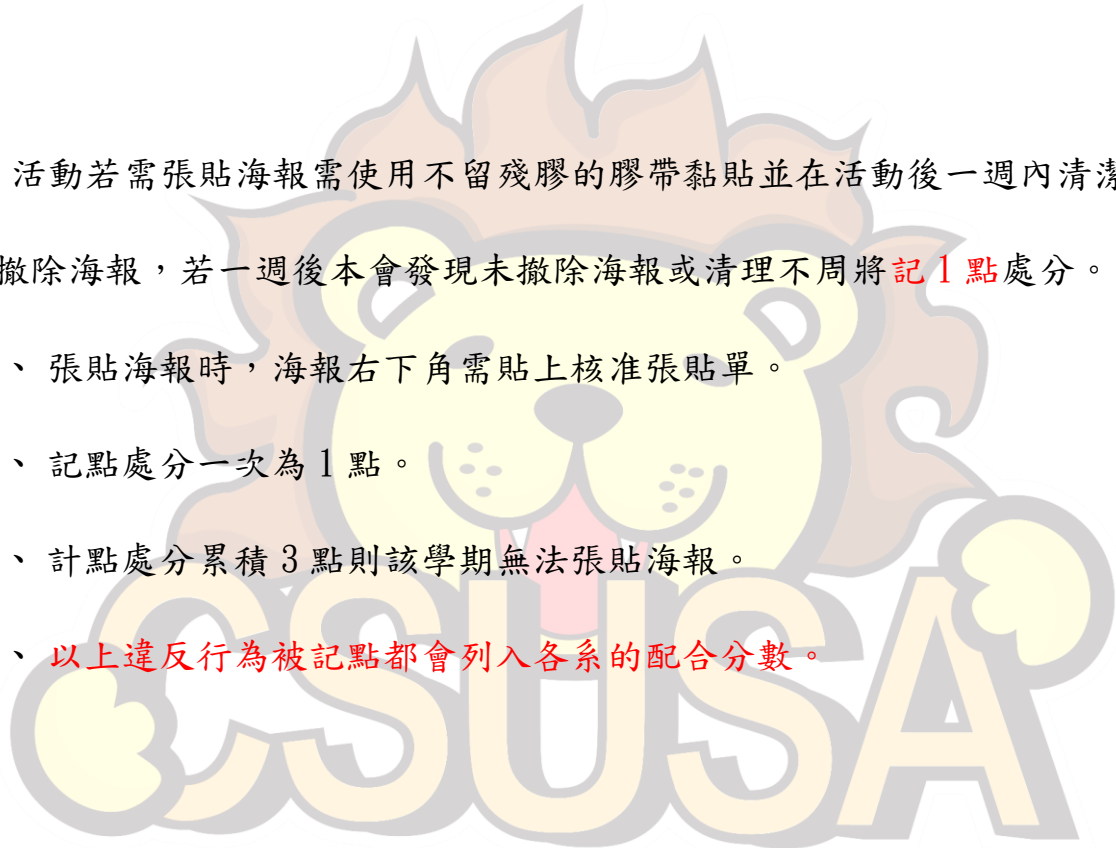 活動若需張貼海報需使用不留殘膠的膠帶黏貼並在活動後一週內清潔
撤除海報，若一週後本會發現未撤除海報或清理不周將記1點處分。
、 張貼海報時，海報右下角需貼上核准張貼單。
、 記點處分一次為1點。
、 計點處分累積3點則該學期無法張貼海報。
、 以上違反行為被記點都會列入各系的配合分數。
CSUSA